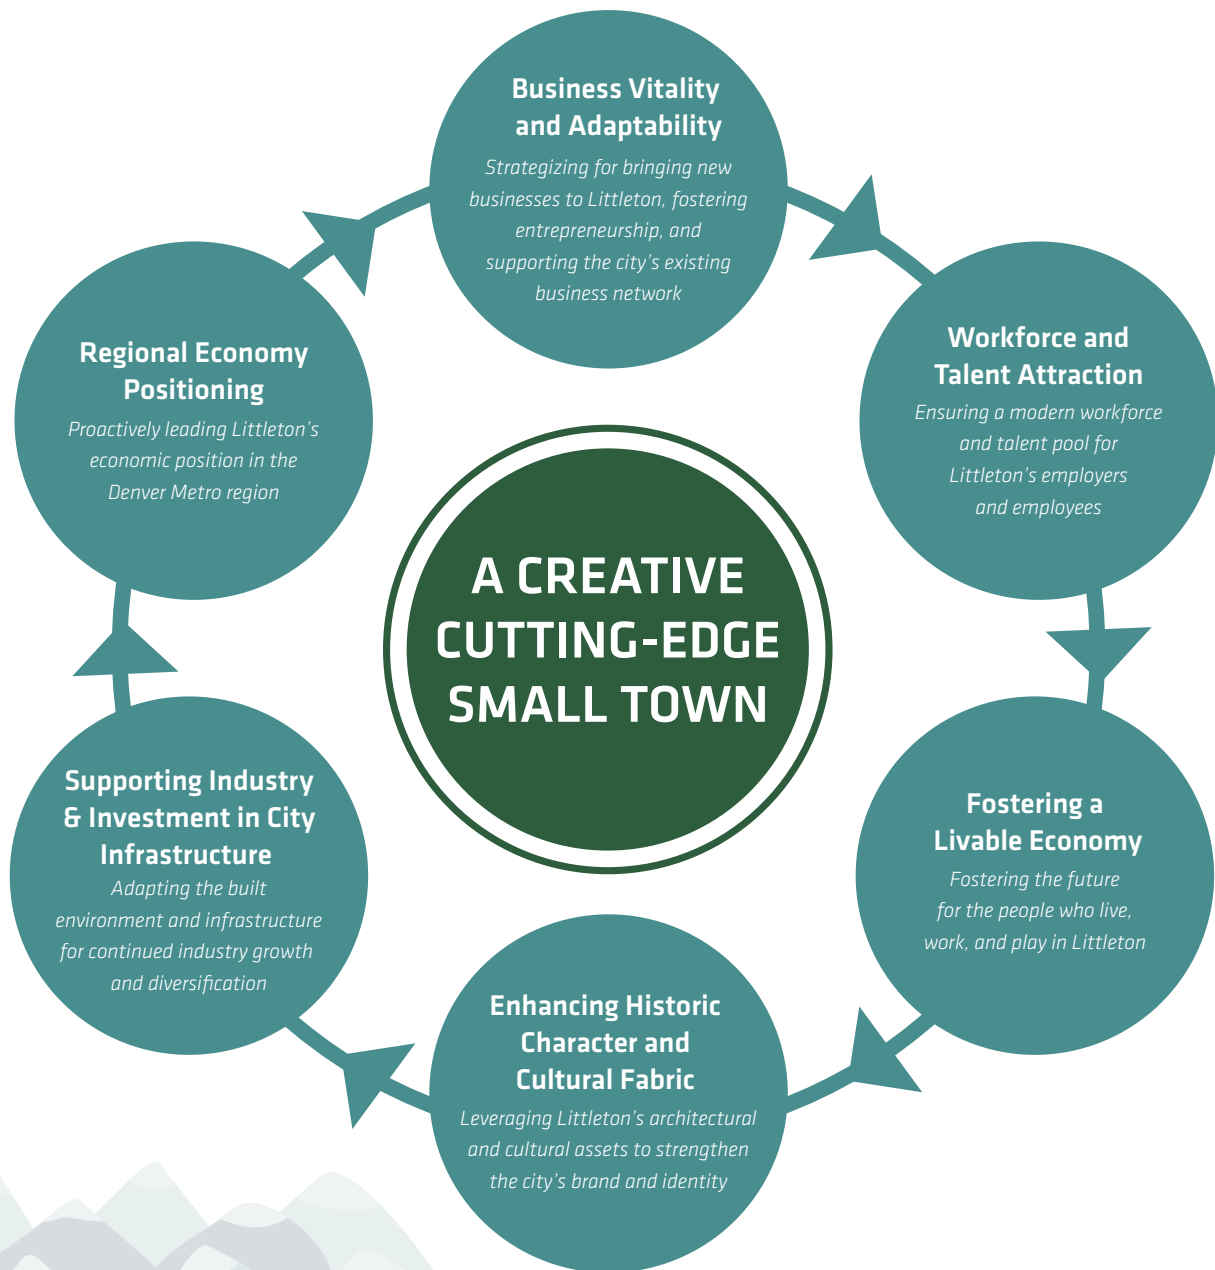 Business Vitality
and Adaptability
Strategizing for bringing new
businesses to Littleton, fostering
entrepreneurship, and
supporting the city's existing
business network
Workforce and
Talent Attraction
Ensuring a modern workforce
and talent pool for
Littleton's employers
and employees
Fostering a
Livable Economy
Fostering the future
for the people who live,
work, and play in Littleton
Enhancing Historic
Character and
Cultural Fabric
Leveraging Littleton's architectural
and cultural assets to strengthen
the city's brand and identity
Supporting Industry
& Investment in City
Infrastructure
Adapting the built
environment and infrastructure
for continued industry growth
and diversification
Regional Economy
Positioning
Proactively leading Littleton's
economic position in the
Denver Metro region
A CREATIVE
CUTTING-EDGE
SMALL TOWN